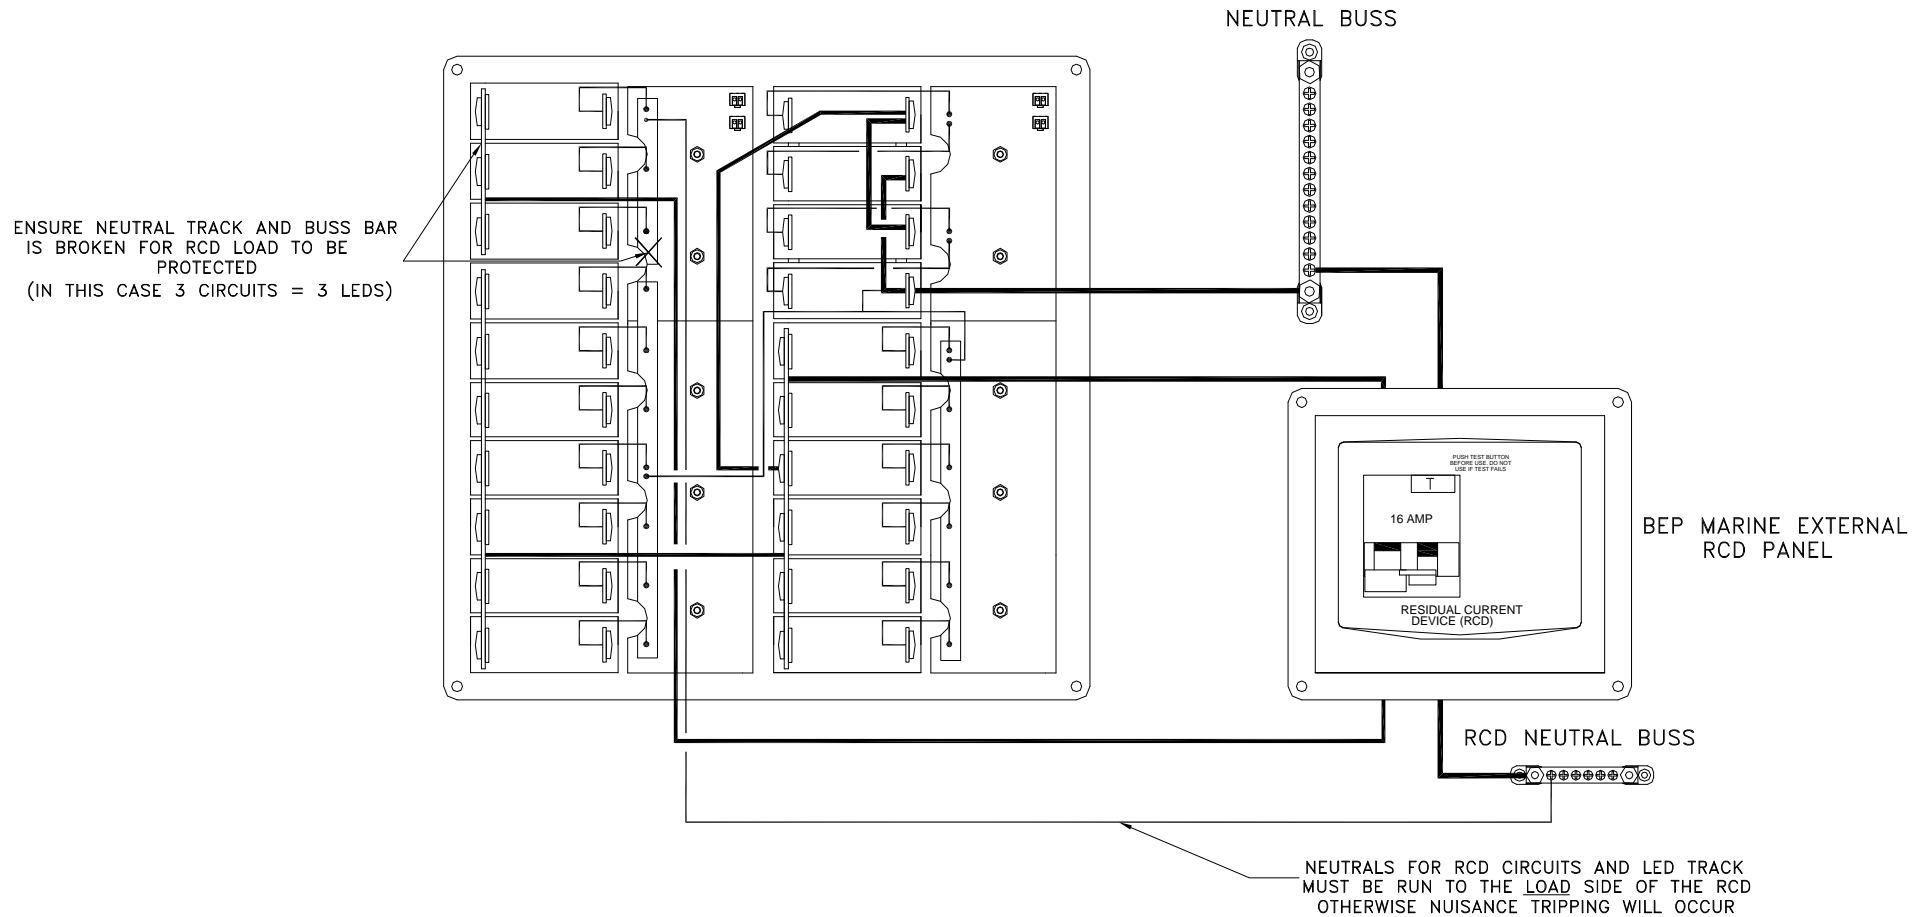 NEUTRAL BUSS
ENSURE NEUTRAL TRACK AND BUSS BAR
IS BROKEN FOR RCD LOAD TO BE
PROTECTED
(IN THIS CASE 3 CIRCUITS = 3 LEDS)
PUSH TEST BUTTON
BEFORE USE. DO NOT
USE IF TEST FAILS
T
16 AMP
RESIDUAL CURRENT
DEVICE (RCD)
BEP MARINE EXTERNAL
RCD PANEL
RCD NEUTRAL BUSS
NEUTRALS FOR RCD CIRCUITS AND LED TRACK
MUST BE RUN TO THE LOAD SIDE OF THE RCD
OTHERWISE NUISANCE TRIPPING WILL OCCUR